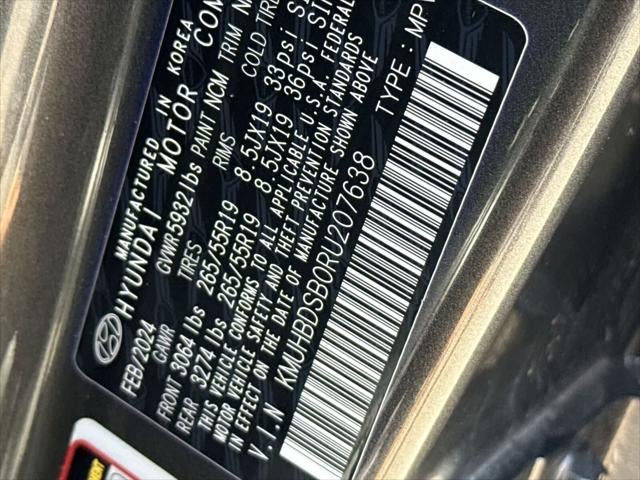 MANUFACTURED IN KOREA
HYUNDAI MOTOR COM
FEB/2024 GVWR 5932 lbs PAINT NCM TRIM N
GAWR TIRES RIMS COLD TIRE
FRONT 3064 lbs 265/55R19 8.5JX19 33psi
REAR 3274 lbs 265/55R19 8.5JX19 36psi
THIS VEHICLE CONFORMS TO ALL APPLICABLE U.S.A. FEDERAL
MOTOR VEHICLE SAFETY AND THEFT PREVENTION STANDARDS
IN EFFECT ON THE DATE OF MANUFACTURE SHOWN ABOVE
V.I.N KMUHBDSB0RU207638 TYPE : MPV